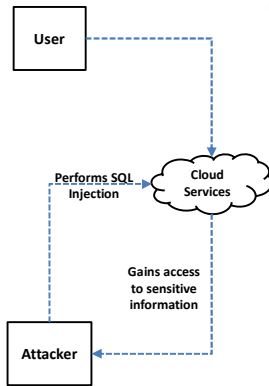 User
Cloud
Services
Performs SQL
Injection
Gains access
to sensitive
information
Attacker